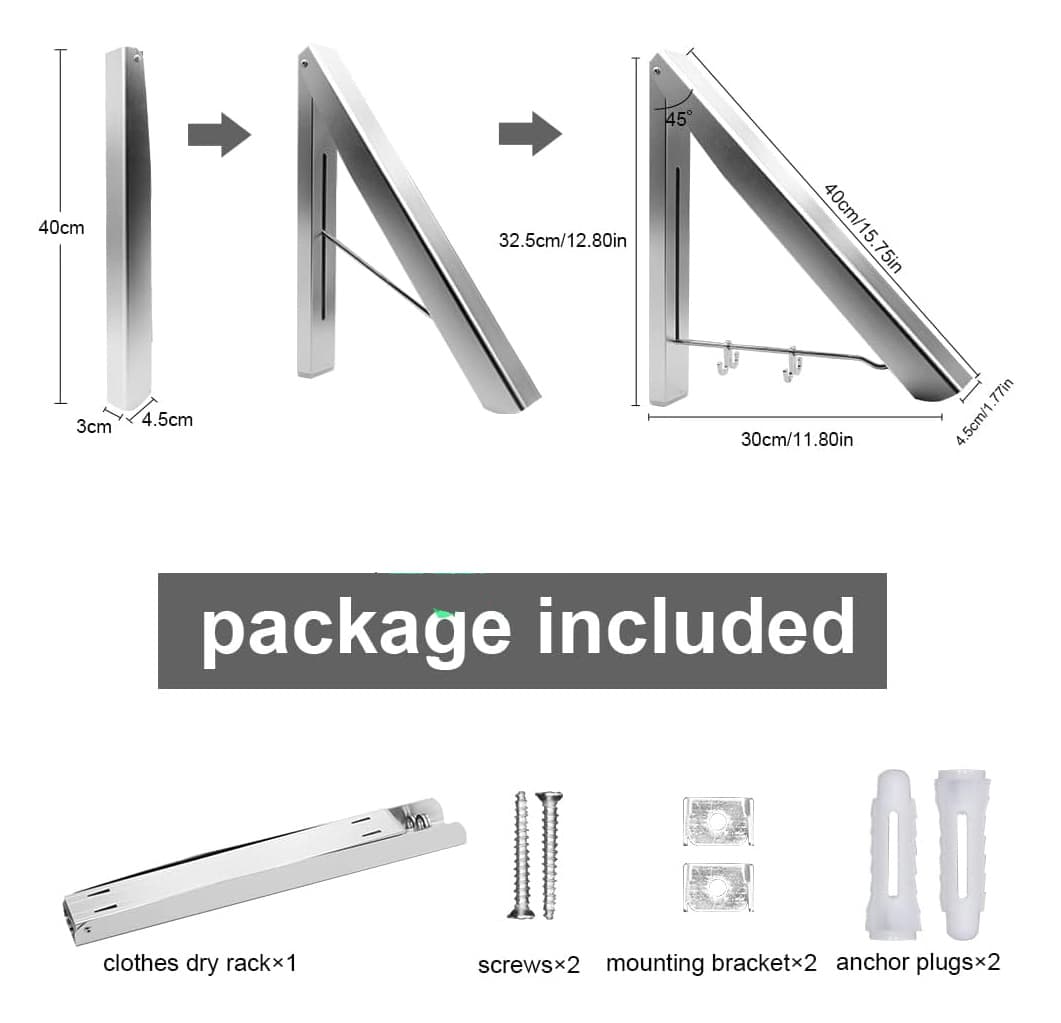 40cm
3cm
4.5cm
32.5cm/12.80in
45°
40cm/15.75in
30cm/11.80in
4.5cm/1.77in
package included
clothes dry rack×1
screws×2
mounting bracket×2
anchor plugs×2